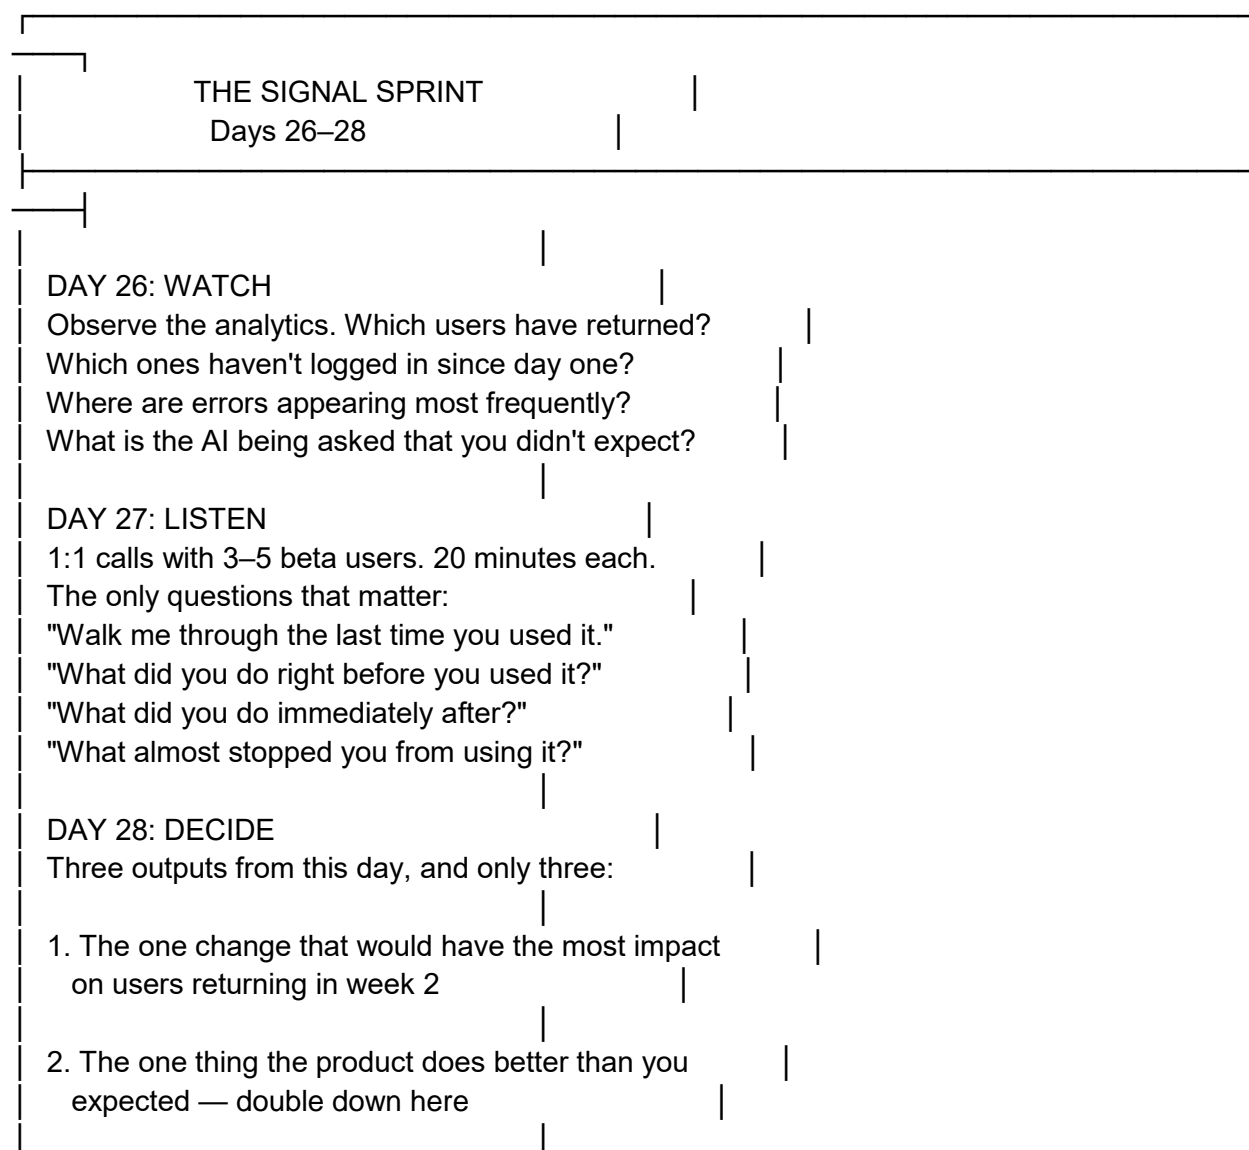 THE SIGNAL SPRINT
Days 26–28
DAY 26: WATCH
Observe the analytics. Which users have returned?
Which ones haven't logged in since day one?
Where are errors appearing most frequently?
What is the AI being asked that you didn't expect?
DAY 27: LISTEN
1:1 calls with 3–5 beta users. 20 minutes each.
The only questions that matter:
"Walk me through the last time you used it."
"What did you do right before you used it?"
"What did you do immediately after?"
"What almost stopped you from using it?"
DAY 28: DECIDE
Three outputs from this day, and only three:
1. The one change that would have the most impact
on users returning in week 2
2. The one thing the product does better than you
expected — double down here